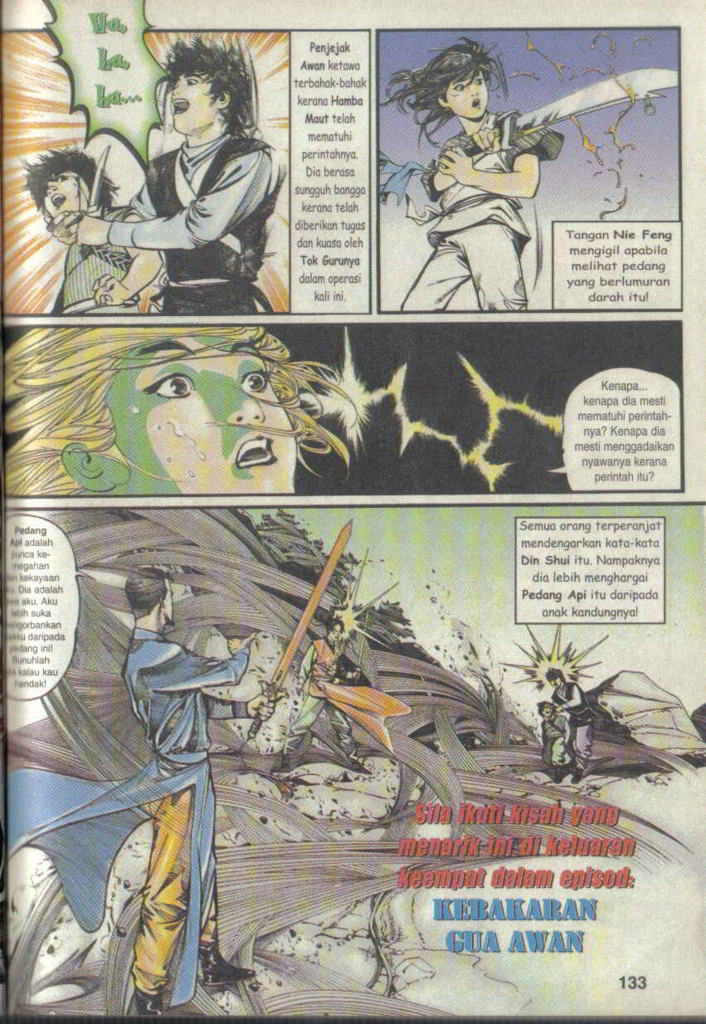 Ha,
ha,
ha...
Penjejak
Awan ketawa
terbahak-bahak
kerana Hamba
Maut telah
mematuhi
perintahnya.
Dia berasa
sungguh bangga
kerana telah
diberikan tugas
dan kuasa oleh
Tok Gurunya
dalam operasi
kali ini.
Tangan Nie Feng
mengigil apabila
melihat pedang
yang berlumuran
darah itu!
Kenapa...
kenapa dia mesti
mematuhi perintah-
nya? Kenapa dia
mesti menggadaikan
nyawanya kerana
perintah itu?
Pedang
Api adalah
punca ke-
megahan
kekayaan
Dia adalah
aku. Aku
lebih suka
daripada
pedang ini!
Bunuhlah
kalau kau
hendak!
Semua orang terperanjat
mendengarkan kata-kata
Din Shui itu. Nampaknya
dia lebih menghargai
Pedang Api itu daripada
anak kandungnya!
Sila ikuti kisah yang
menarik ini di keluaran
keempat dalam episod:
KEBAKARAN
GUA AWAN
133